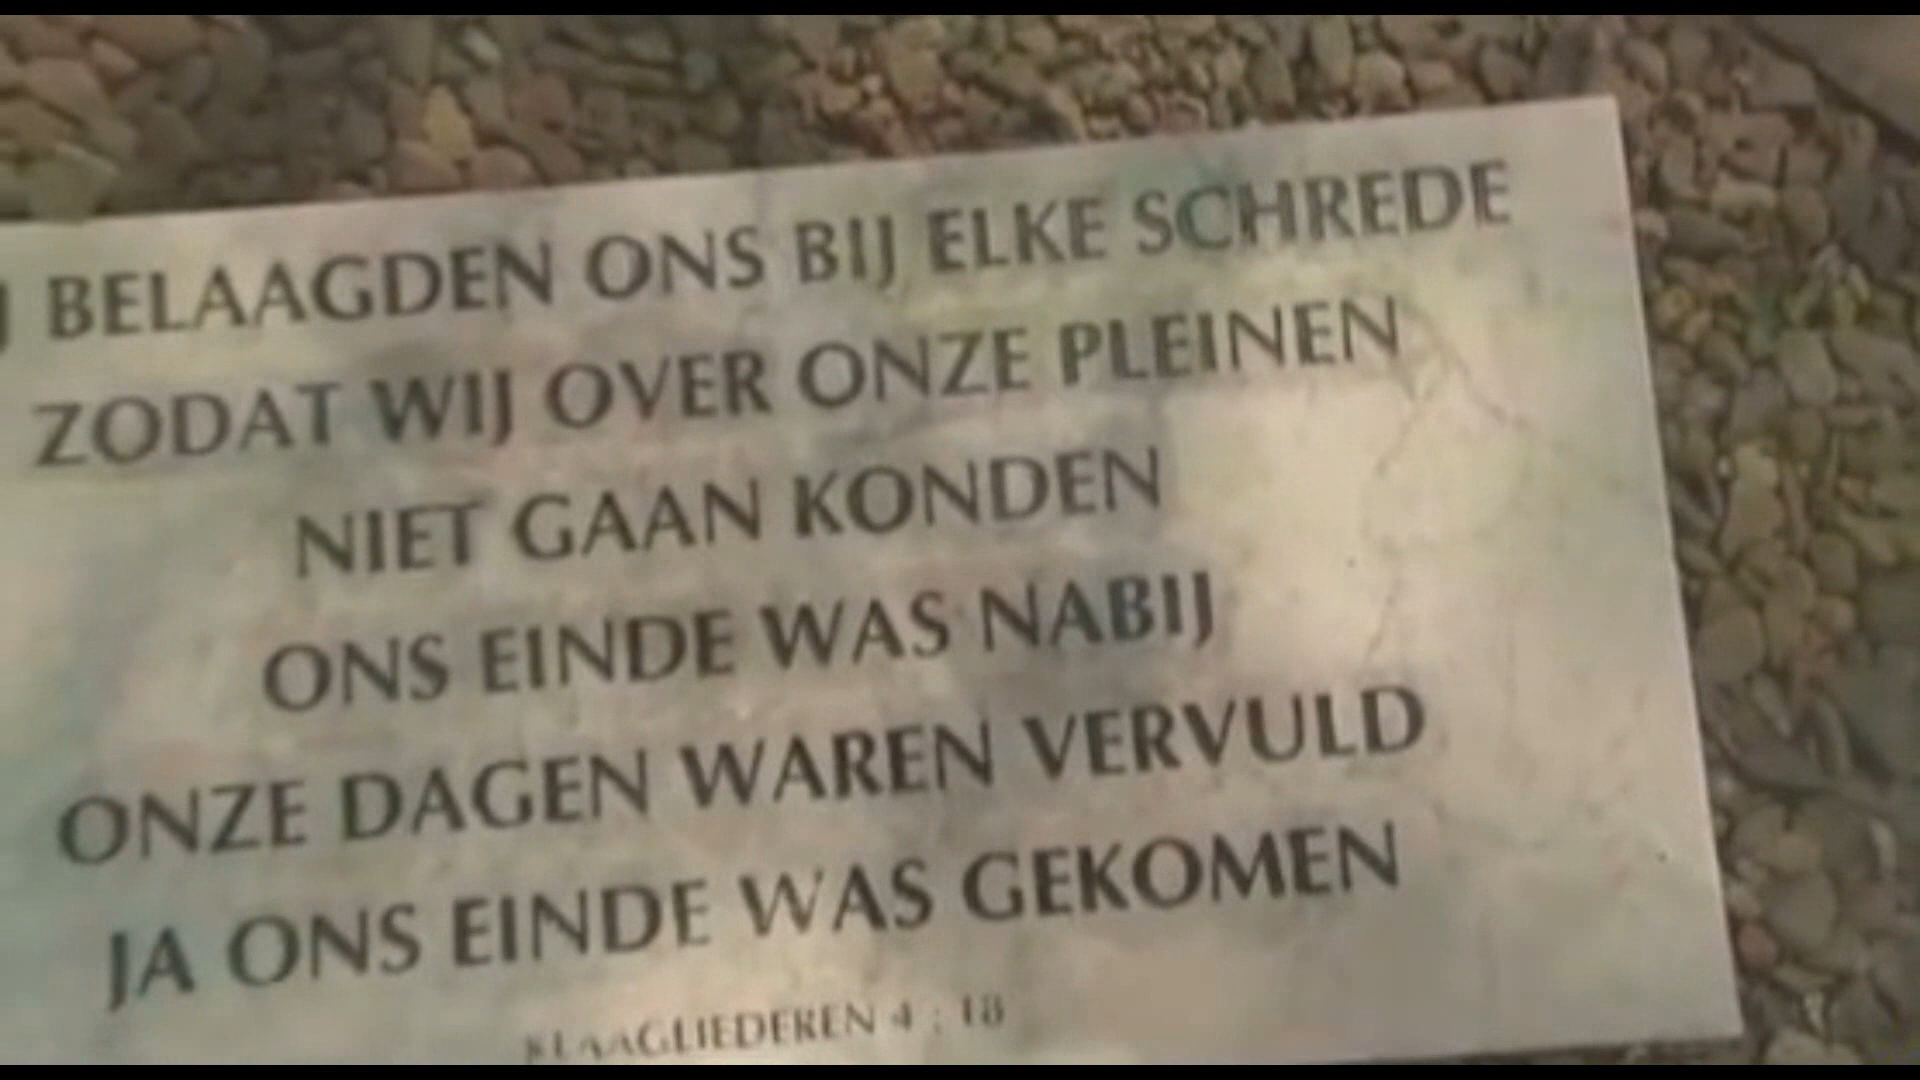 BELAAGDEN ONS BIJ ELKE SCHREDE
ZODAT WIJ OVER ONZE PLEINEN
NIET GAAN KONDEN
ONS EINDE WAS NABIJ
ONZE DAGEN WAREN VERVULD
JA ONS EINDE WAS GEKOMEN
KLAAGLIEDEREN 4 : 18